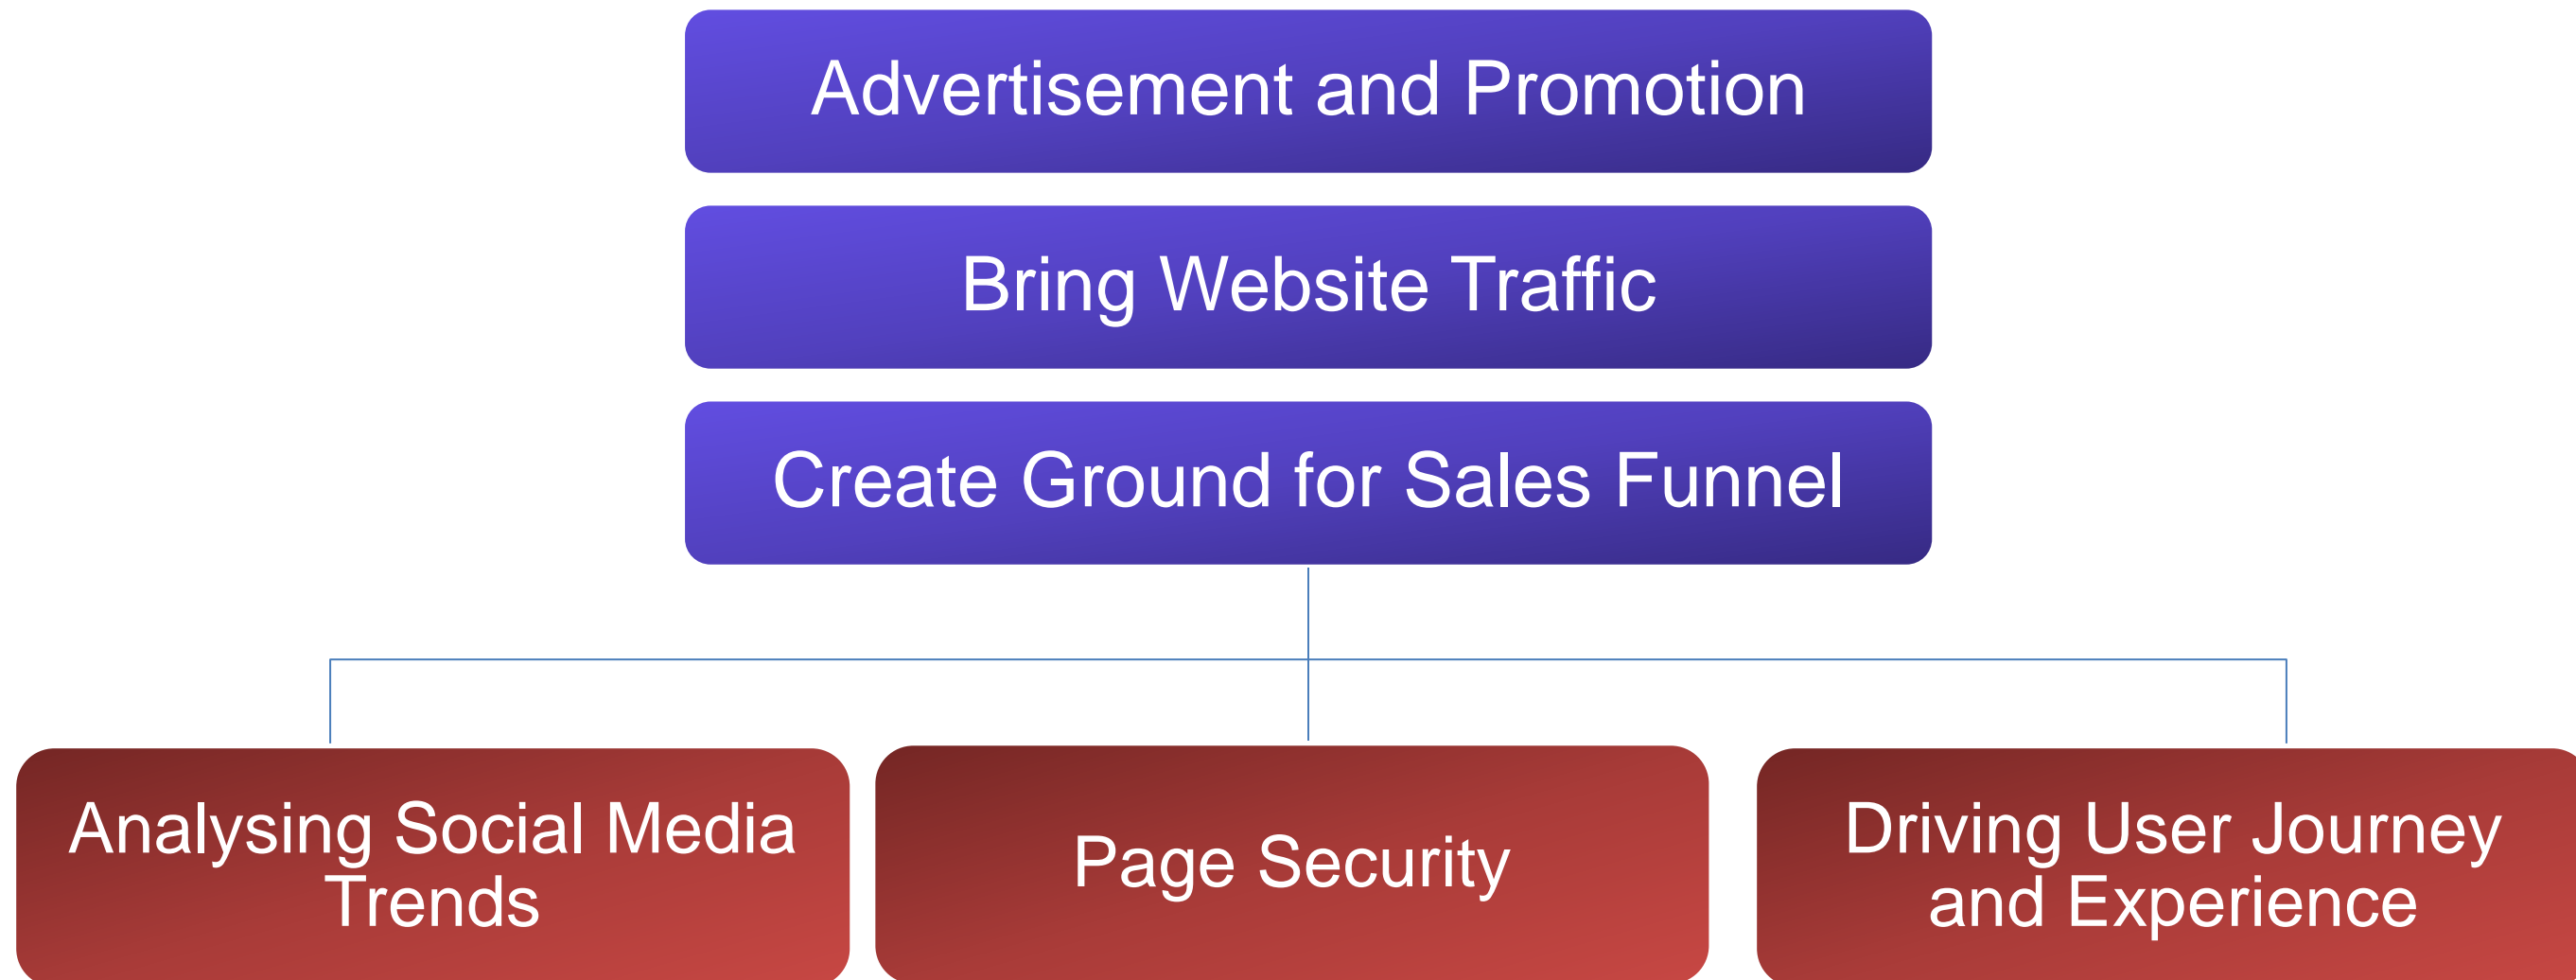 Advertisement and Promotion
Bring Website Traffic
Create Ground for Sales Funnel
Analysing Social Media
Trends
Page Security
Driving User Journey
and Experience